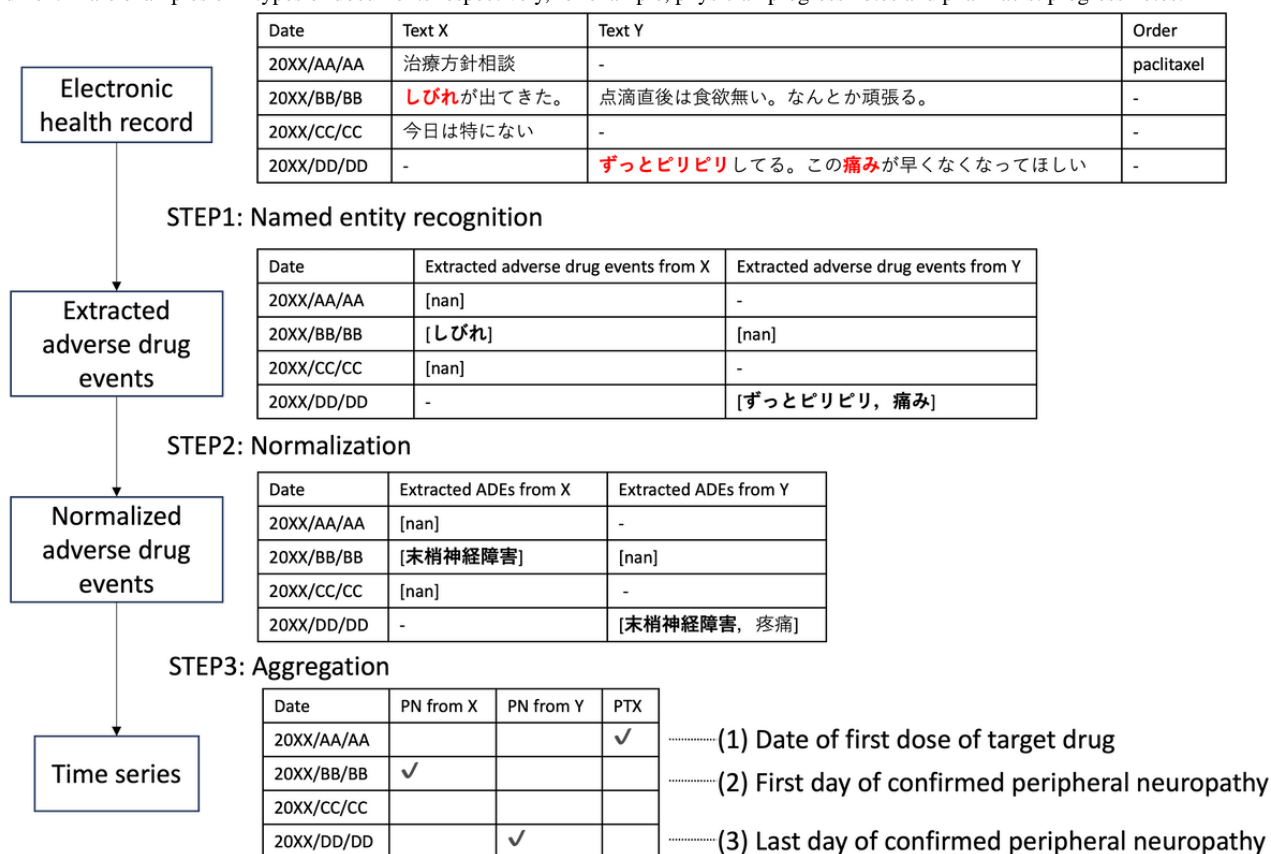 Date Text X Text Y Order
20XX/AA/AA 治療方針相談 - paclitaxel
20XX/BB/BB しびれが出てきた。 点滴直後は食欲無い。なんとか頑張る。 -
20XX/CC/CC 今日は特にない - -
20XX/DD/DD - ずっとピリピリしてる。この痛みが早くなくなってほしい -
Electronic
health record
STEP1: Named entity recognition
Date Extracted adverse drug events from X Extracted adverse drug events from Y
20XX/AA/AA [nan] -
20XX/BB/BB [しびれ] [nan]
20XX/CC/CC [nan] -
20XX/DD/DD - [ずっとピリピリ，痛み]
Extracted
adverse drug
events
STEP2: Normalization
Date Extracted ADEs from X Extracted ADEs from Y
20XX/AA/AA [nan] -
20XX/BB/BB [末梢神経障害] [nan]
20XX/CC/CC [nan] -
20XX/DD/DD - [末梢神経障害，疼痛]
Normalized
adverse drug
events
STEP3: Aggregation
Date PN from X PN from Y PTX
20XX/AA/AA ✓ (1) Date of first dose of target drug
20XX/BB/BB ✓ (2) First day of confirmed peripheral neuropathy
20XX/CC/CC
20XX/DD/DD ✓ (3) Last day of confirmed peripheral neuropathy
Time series